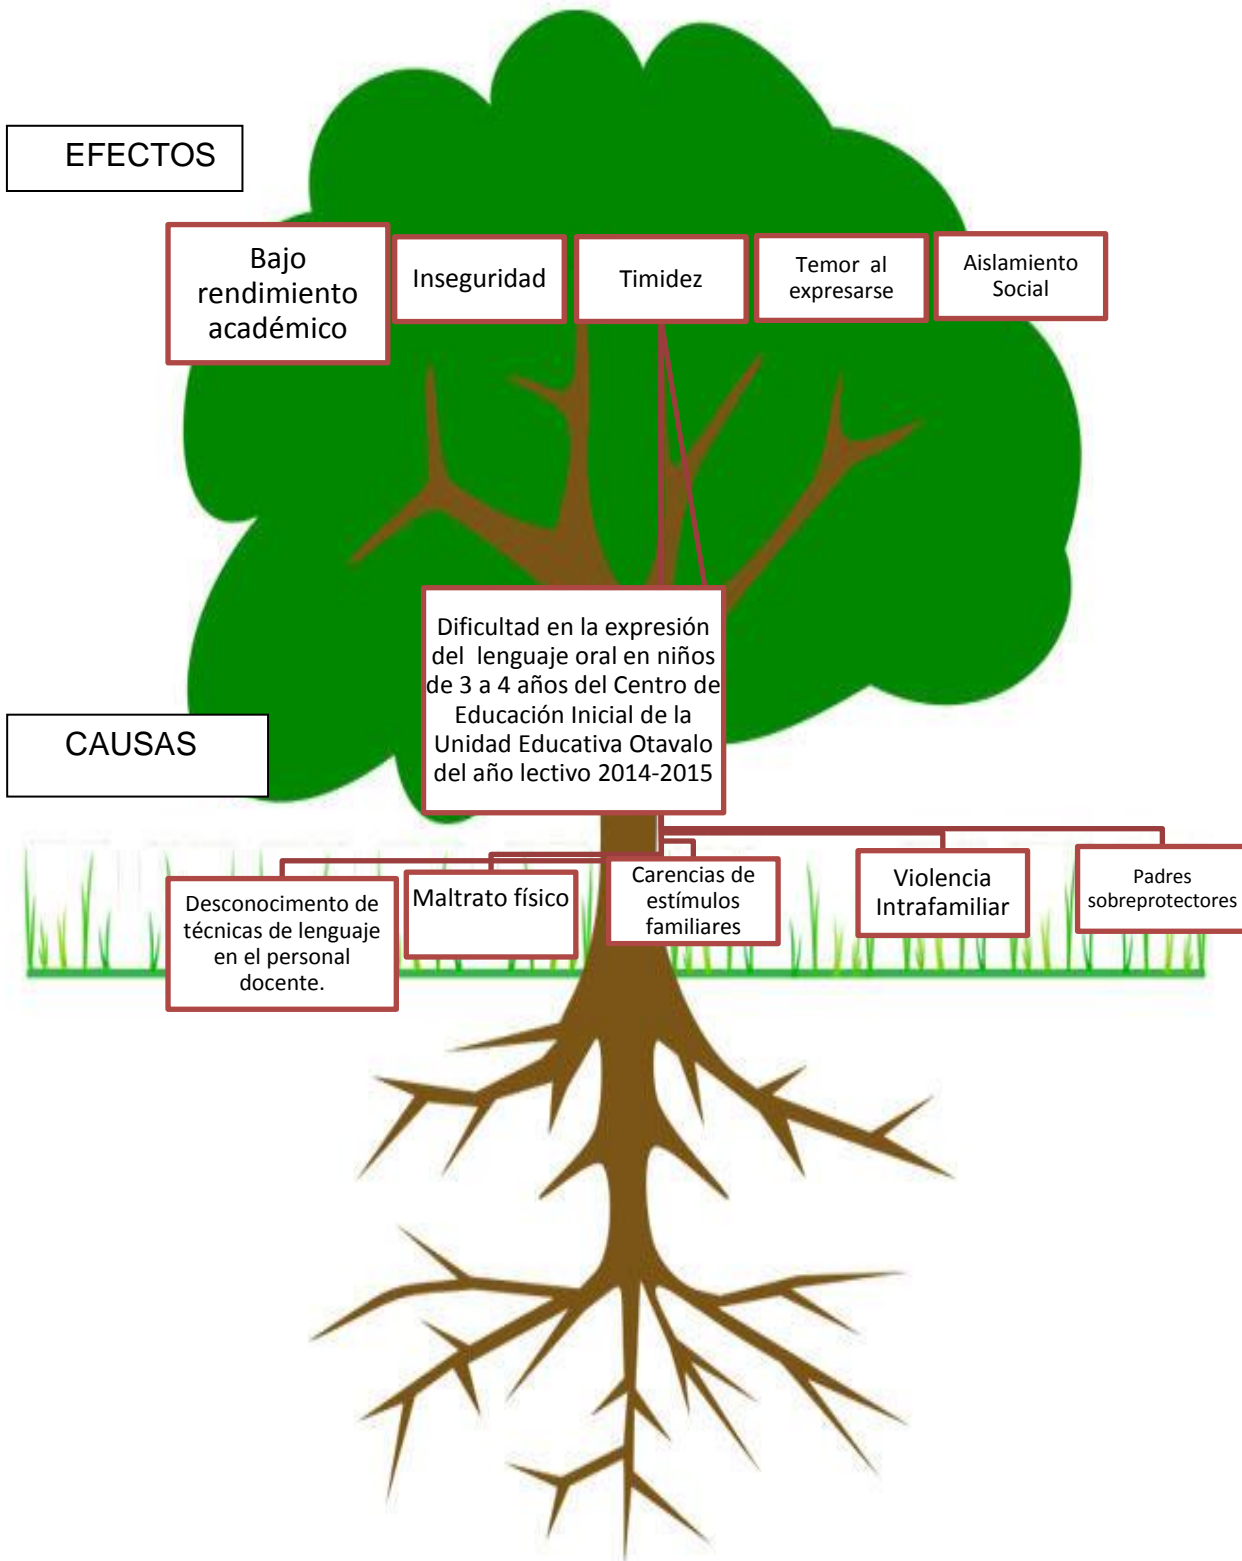 EFECTOS
Bajo
rendimiento
académico
Inseguridad
Timidez
Temor al
expresarse
Aislamiento
Social
Dificultad en la expresión
del lenguaje oral en niños
de 3 a 4 años del Centro de
Educación Inicial de la
Unidad Educativa Otavalo
del año lectivo 2014-2015
CAUSAS
Desconocimento de
técnicas de lenguaje
en el personal
docente.
Maltrato físico
Carencias de
estímulos
familiares
Violencia
Intrafamiliar
Padres
sobreprotectores